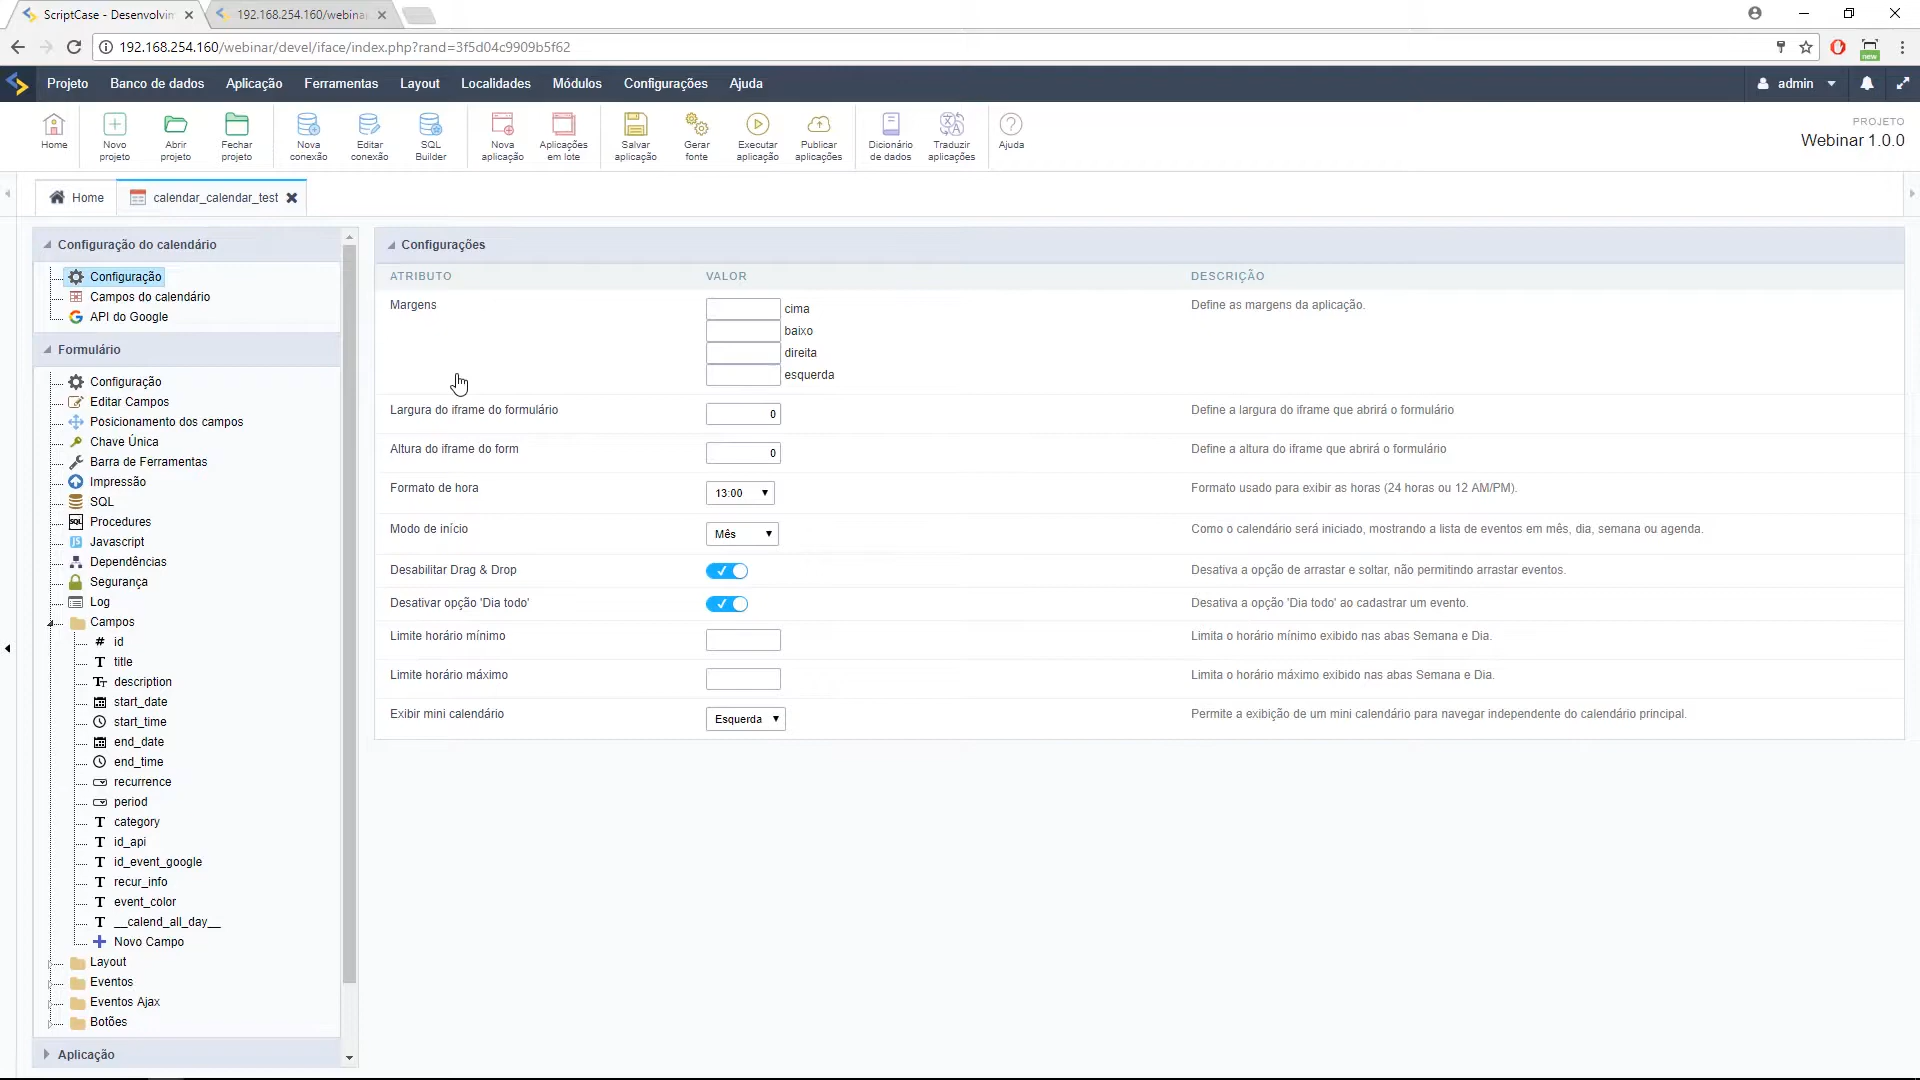 ScriptCase - Desenvolvim
192.168.254.160/webinar
192.168.254.160/webinar/devel/iface/index.php?rand=3f5d04c9909b5f62
new
Projeto Banco de dados Aplicação Ferramentas Layout Localidades Módulos Configurações Ajuda admin
Home
Novo projeto
Abrir projeto
Fechar projeto
Nova conexão
Editar conexão
SQL Builder
Nova aplicação
Aplicações em lote
Salvar aplicação
Gerar fonte
Executar aplicação
Publicar aplicações
Dicionário de dados
Traduzir aplicações
Ajuda
PROJETO
Webinar 1.0.0
Home calendar_calendar_test
Configuração do calendário
Configuração
Campos do calendário
API do Google
Formulário
Configuração
Editar Campos
Posicionamento dos campos
Chave Única
Barra de Ferramentas
Impressão
SQL
SQL
Procedures
JS
Javascript
Dependências
Segurança
Log
Campos
# id
T title
Tт description
start_date
start_time
end_date
end_time
recurrence
period
T category
T id_api
T id_event_google
T recur_info
T event_color
T __calend_all_day__
Novo Campo
Layout
Eventos
Eventos Ajax
Botões
Aplicação
Configurações
ATRIBUTO VALOR DESCRIÇÃO
Margens cima Define as margens da aplicação.
baixo
direita
esquerda
Largura do iframe do formulário 0 Define a largura do iframe que abrirá o formulário
Altura do iframe do form 0 Define a altura do iframe que abrirá o formulário
Formato de hora 13:00 Formato usado para exibir as horas (24 horas ou 12 AM/PM).
Modo de início Mês Como o calendário será iniciado, mostrando a lista de eventos em mês, dia, semana ou agenda.
Desabilitar Drag & Drop Desativa a opção de arrastar e soltar, não permitindo arrastar eventos.
Desativar opção 'Dia todo' Desativa a opção 'Dia todo' ao cadastrar um evento.
Limite horário mínimo Limita o horário mínimo exibido nas abas Semana e Dia.
Limite horário máximo Limita o horário máximo exibido nas abas Semana e Dia.
Exibir mini calendário Esquerda Permite a exibição de um mini calendário para navegar independente do calendário principal.